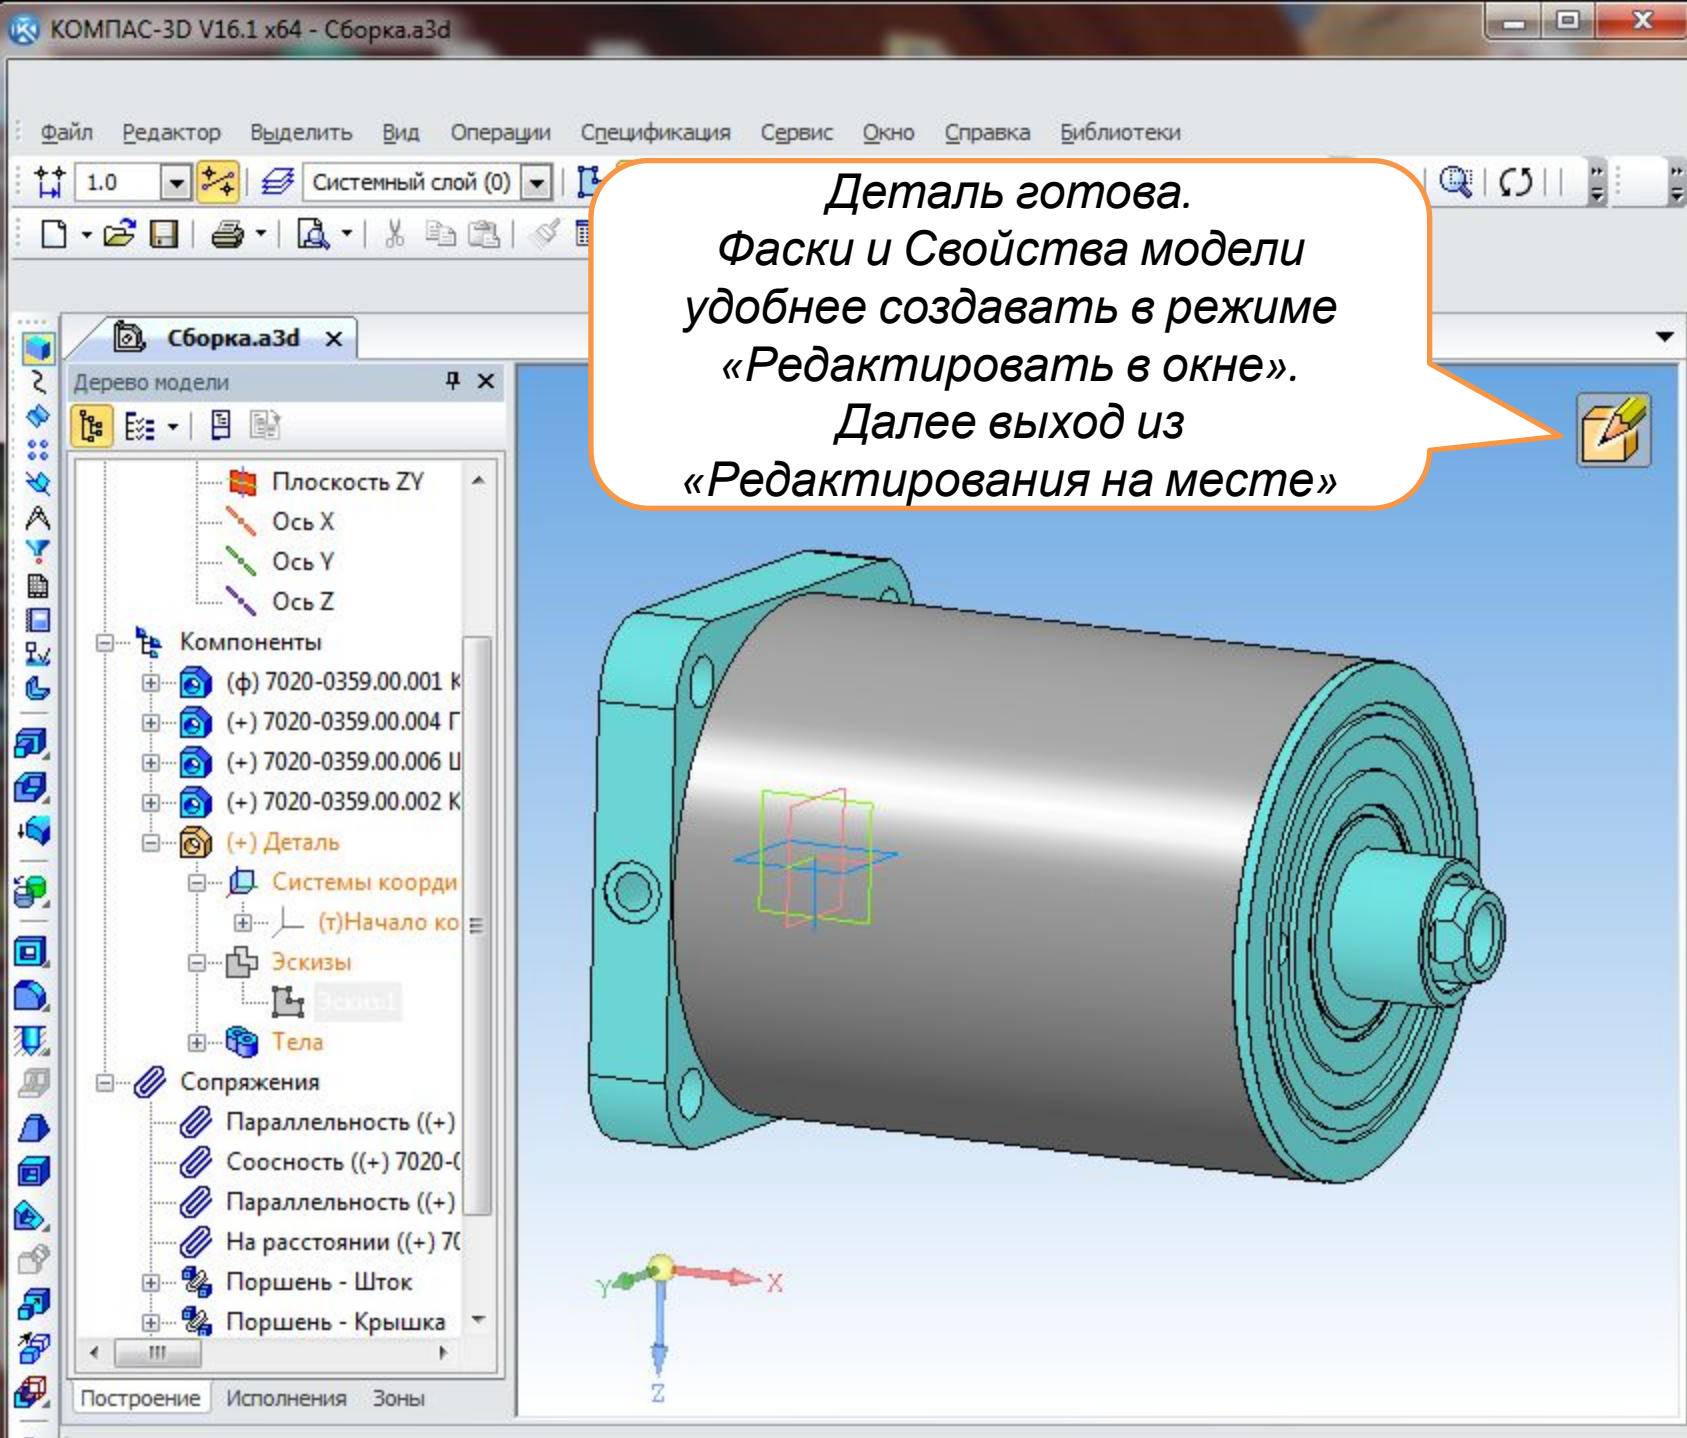 КОМПАС-3D V16.1 x64 - Сборка.a3d
Файл Редактор Выделить Вид Операции Спецификация Сервис Окно Справка Библиотеки
1.0 Системный слой (0)
Деталь готова.
Фаски и Свойства модели
удобнее создавать в режиме
«Редактировать в окне».
Далее выход из
«Редактирования на месте»
Сборка.a3d
Дерево модели
Плоскость ZY
Ось X
Ось Y
Ось Z
Компоненты
(ф) 7020-0359.00.001 К
(+) 7020-0359.00.004 Г
(+) 7020-0359.00.006 Ш
(+) 7020-0359.00.002 К
(+) Деталь
Системы коорди
(т)Начало ко
Эскизы
Эскиз:1
Тела
Сопряжения
Параллельность ((+)
Соосность ((+) 7020-0
Параллельность ((+)
На расстоянии ((+) 70
Поршень - Шток
Поршень - Крышка
Построение Исполнения Зоны
Y X
Z